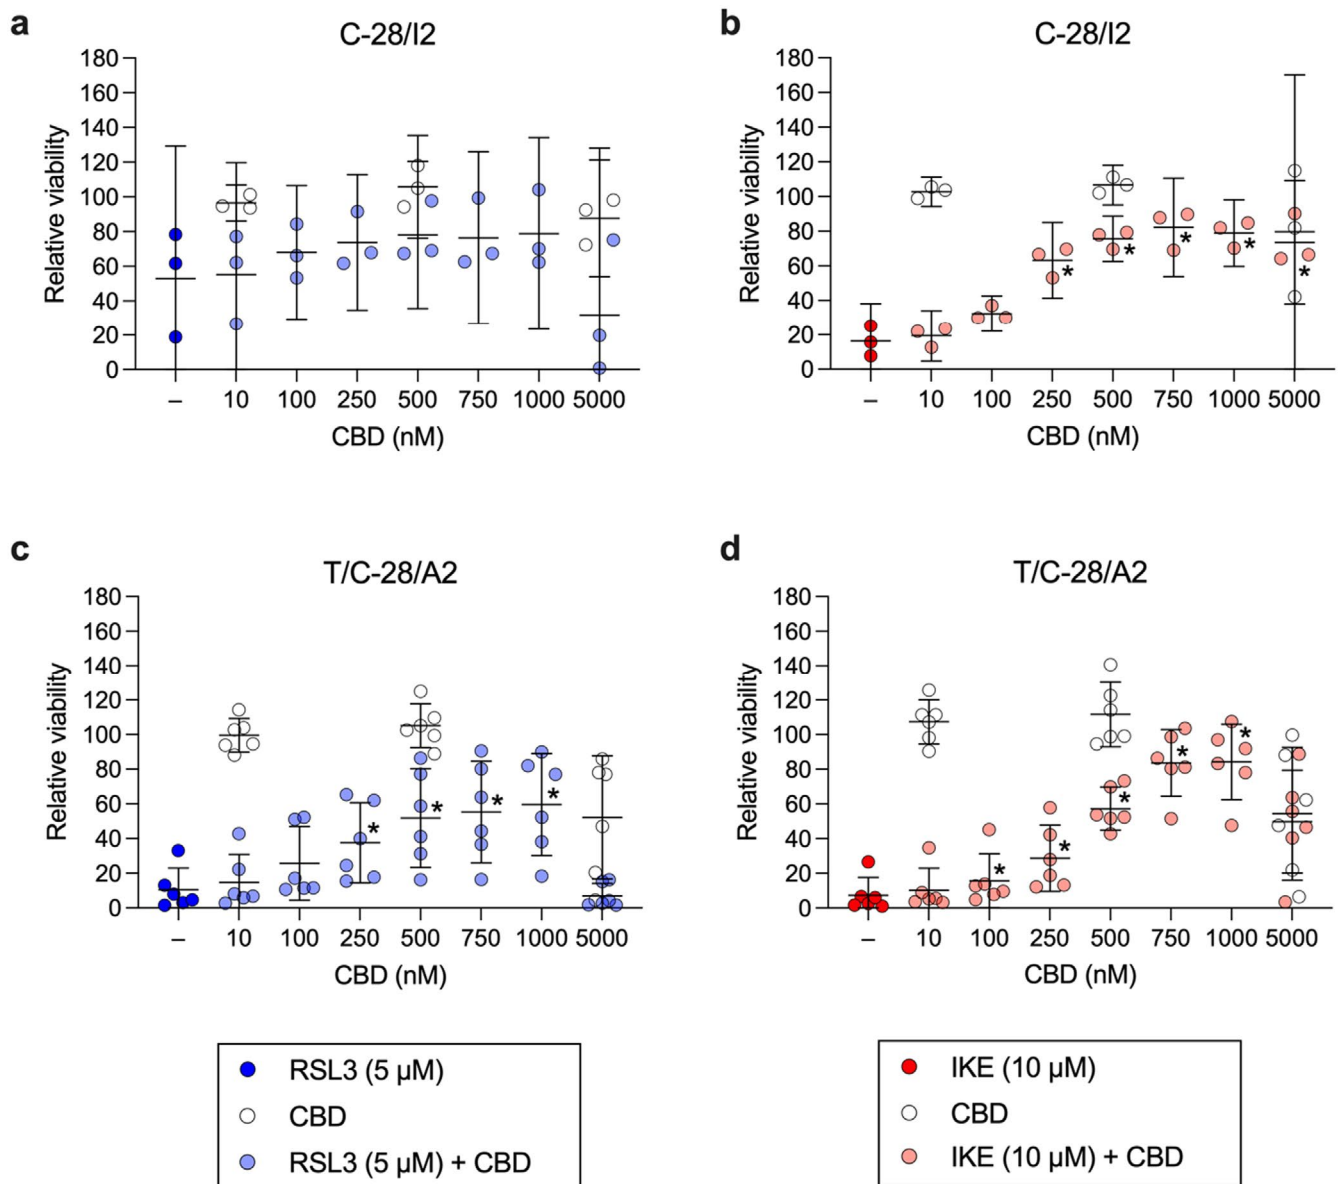 a
C-28/I2
Relative viability
180
160
140
120
100
80
60
40
20
0
– 10 100 250 500 750 1000 5000
CBD (nM)
b
C-28/I2
Relative viability
180
160
140
120
100
80
60
40
20
0
* * * * *
– 10 100 250 500 750 1000 5000
CBD (nM)
c
T/C-28/A2
Relative viability
180
160
140
120
100
80
60
40
20
0
* * * *
– 10 100 250 500 750 1000 5000
CBD (nM)
d
T/C-28/A2
Relative viability
180
160
140
120
100
80
60
40
20
0
* * * * *
– 10 100 250 500 750 1000 5000
CBD (nM)
RSL3 (5 µM)
CBD
RSL3 (5 µM) + CBD
IKE (10 µM)
CBD
IKE (10 µM) + CBD